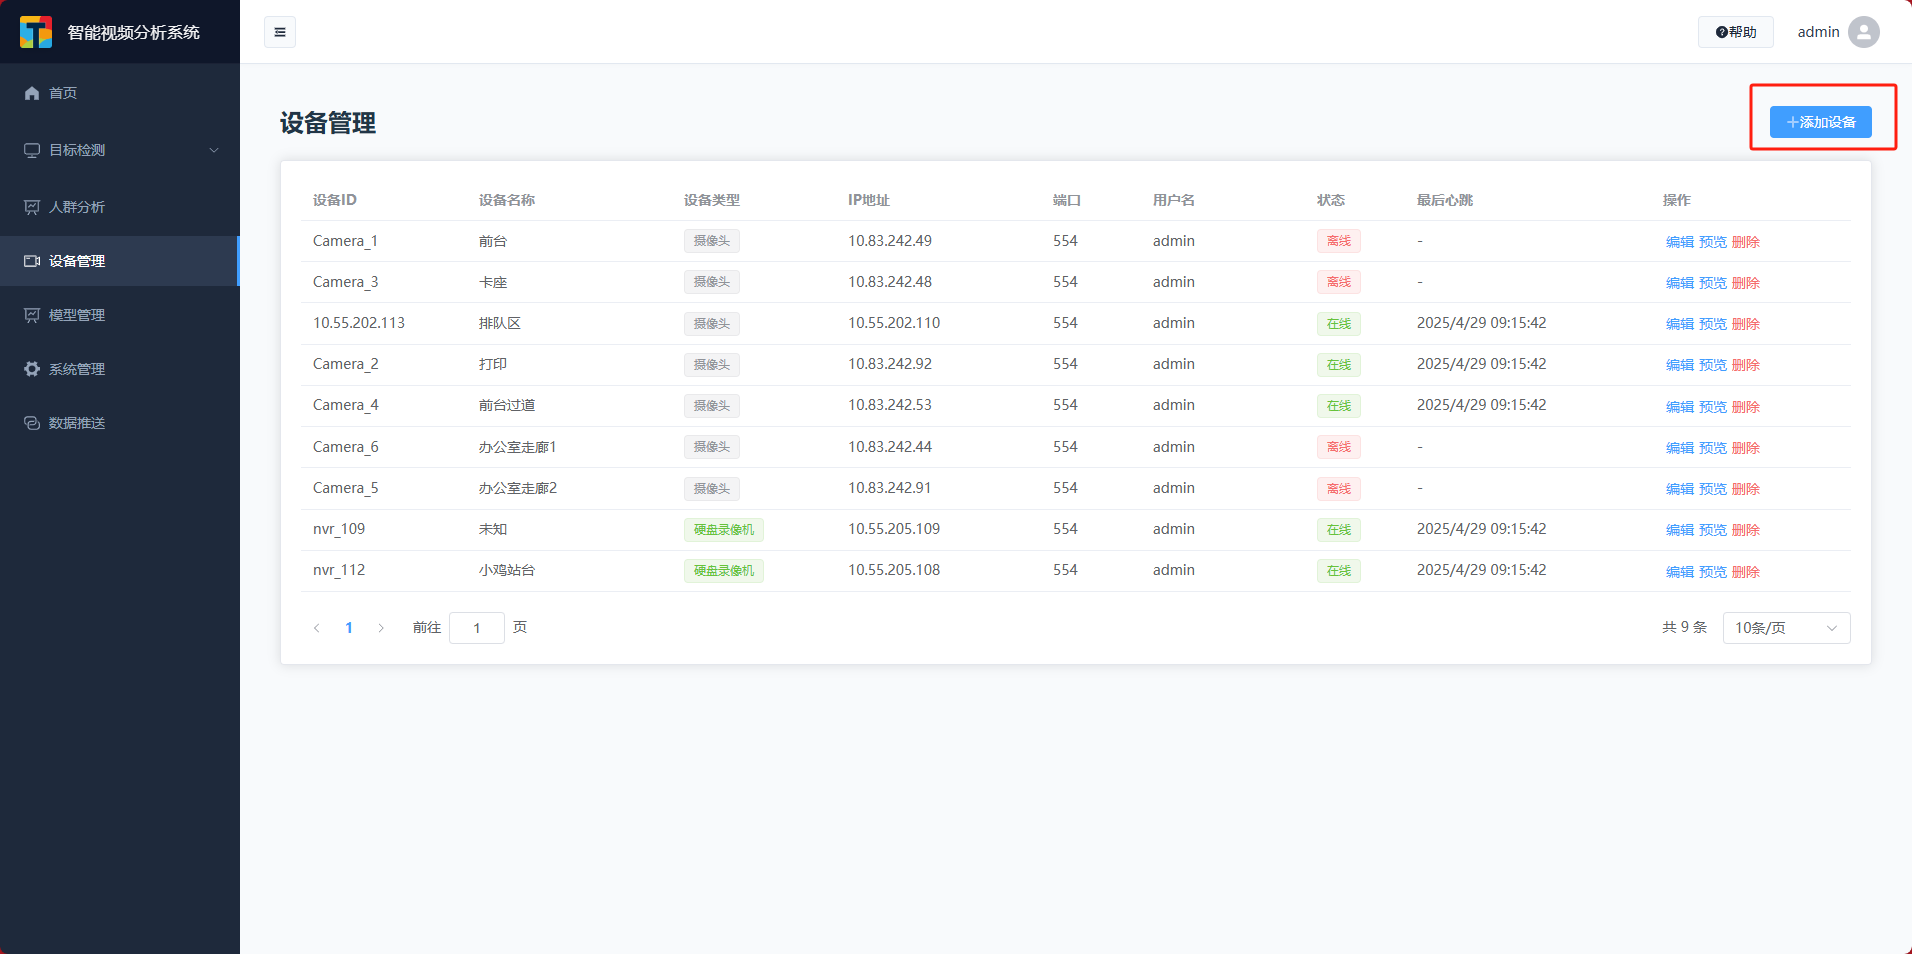 智能视频分析系统
帮助
admin
首页
目标检测
人群分析
设备管理
模型管理
系统管理
数据推送
设备管理
+添加设备
设备ID 设备名称 设备类型 IP地址 端口 用户名 状态 最后心跳 操作
Camera_1 前台 摄像头 10.83.242.49 554 admin 离线 - 编辑 预览 删除
Camera_3 卡座 摄像头 10.83.242.48 554 admin 离线 - 编辑 预览 删除
10.55.202.113 排队区 摄像头 10.55.202.110 554 admin 在线 2025/4/29 09:15:42 编辑 预览 删除
Camera_2 打印 摄像头 10.83.242.92 554 admin 在线 2025/4/29 09:15:42 编辑 预览 删除
Camera_4 前台过道 摄像头 10.83.242.53 554 admin 在线 2025/4/29 09:15:42 编辑 预览 删除
Camera_6 办公室走廊1 摄像头 10.83.242.44 554 admin 离线 - 编辑 预览 删除
Camera_5 办公室走廊2 摄像头 10.83.242.91 554 admin 离线 - 编辑 预览 删除
nvr_109 未知 硬盘录像机 10.55.205.109 554 admin 在线 2025/4/29 09:15:42 编辑 预览 删除
nvr_112 小鸡站台 硬盘录像机 10.55.205.108 554 admin 在线 2025/4/29 09:15:42 编辑 预览 删除
< 1 > 前往 1 页 共 9 条 10条/页